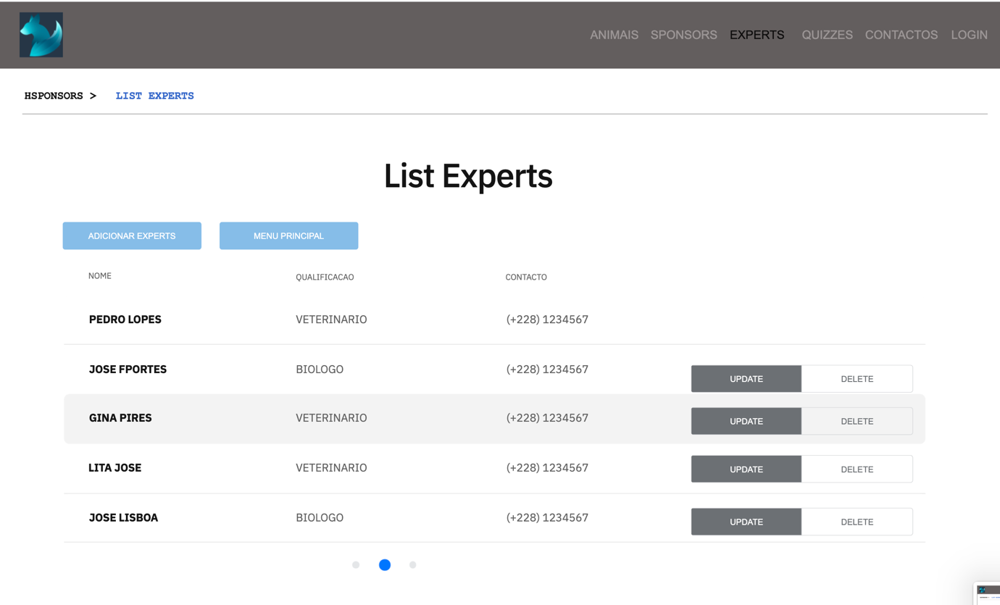 ANIMAIS SPONSORS EXPERTS QUIZZES CONTACTOS LOGIN
HSPONSORS > LIST EXPERTS
List Experts
ADICIONAR EXPERTS MENU PRINCIPAL
NOME QUALIFICACAO CONTACTO
PEDRO LOPES VETERINARIO (+228) 1234567
JOSE FPORTES BIOLOGO (+228) 1234567 UPDATE DELETE
GINA PIRES VETERINARIO (+228) 1234567 UPDATE DELETE
LITA JOSE VETERINARIO (+228) 1234567 UPDATE DELETE
JOSE LISBOA BIOLOGO (+228) 1234567 UPDATE DELETE